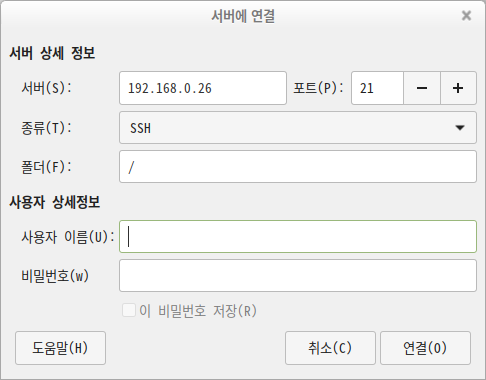 서버에 연결
서버 상세 정보
서버(S): 192.168.0.26 포트(P): 21
종류(T): SSH
폴더(F): /
사용자 상세정보
사용자 이름(U):
비밀번호(w)
이 비밀번호 저장(R)
도움말(H) 취소(C) 연결(O)